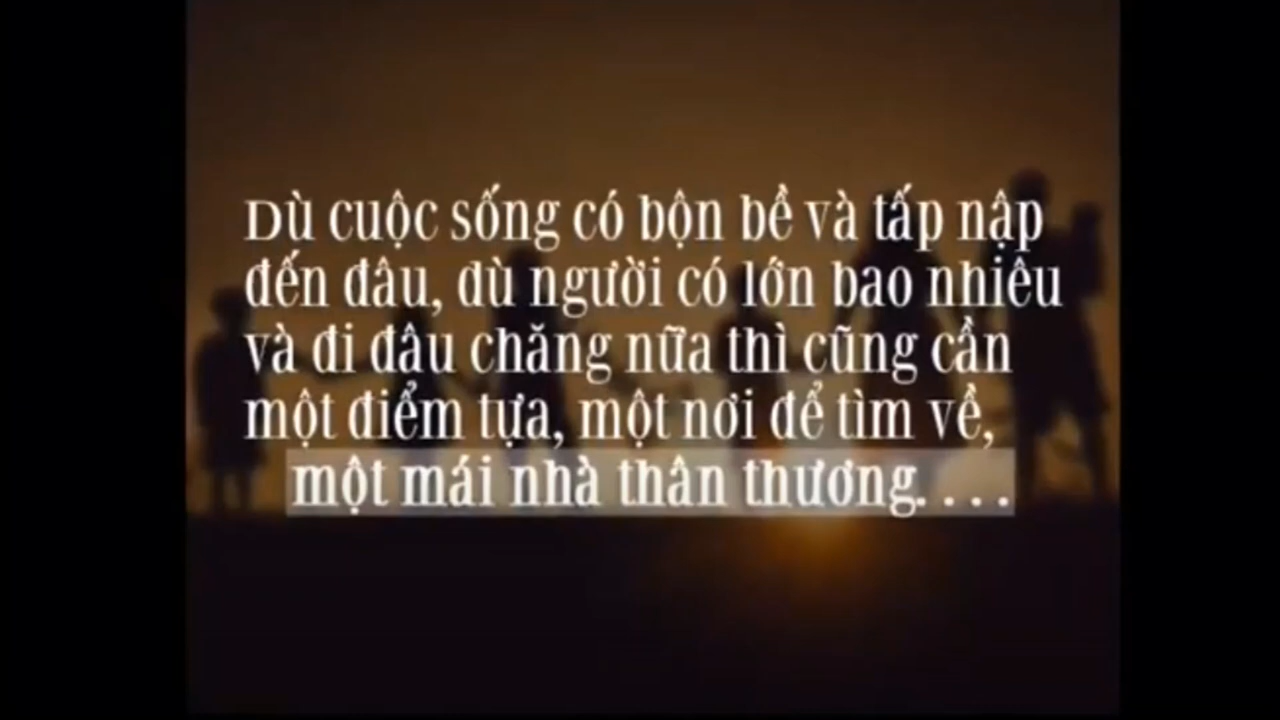 Dù cuộc sống có bộn bề và tấp nập
đến đâu, dù người có lớn bao nhiêu
và đi đâu chăng nữa thì cũng cần
một điểm tựa, một nơi để tìm về,
một mái nhà thân thương. . . .